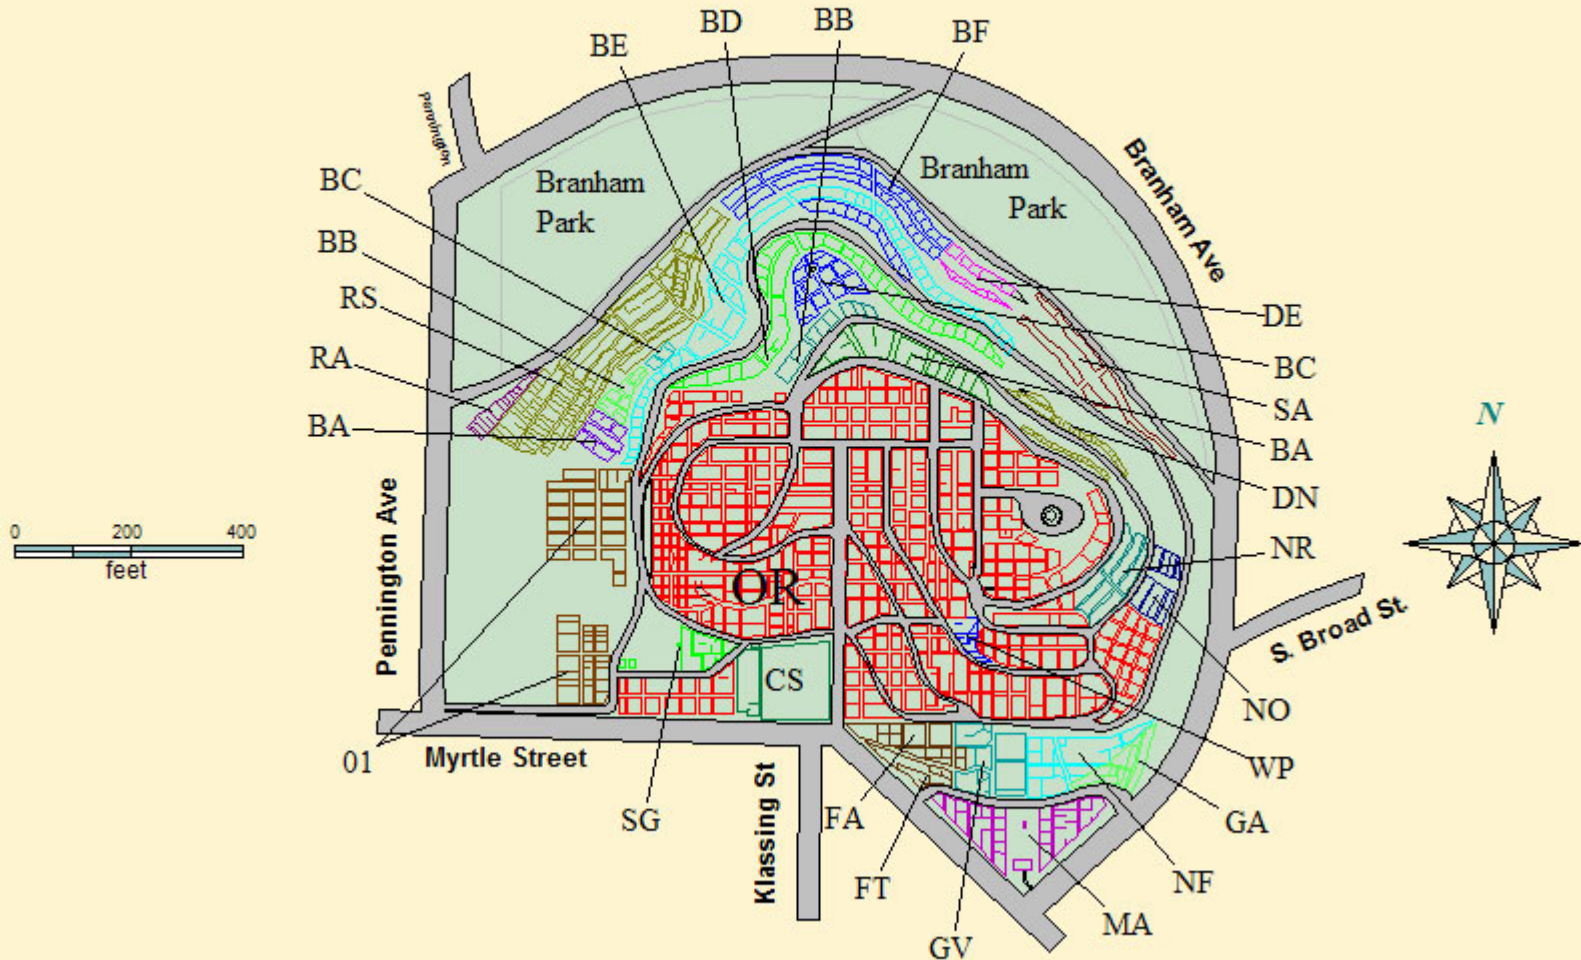 BB
BD
BF
BE
Pennington
Branham
Park
Branham
Park
Branham Ave
BC
BB
RS
RA
BA
DE
BC
SA
BA
DN
NR
NO
WP
GA
NF
MA
N
0 200 400
feet
Pennington Ave
OR
CS
S. Broad St.
01
Myrtle Street
SG
Klassing St
FA
FT
GV